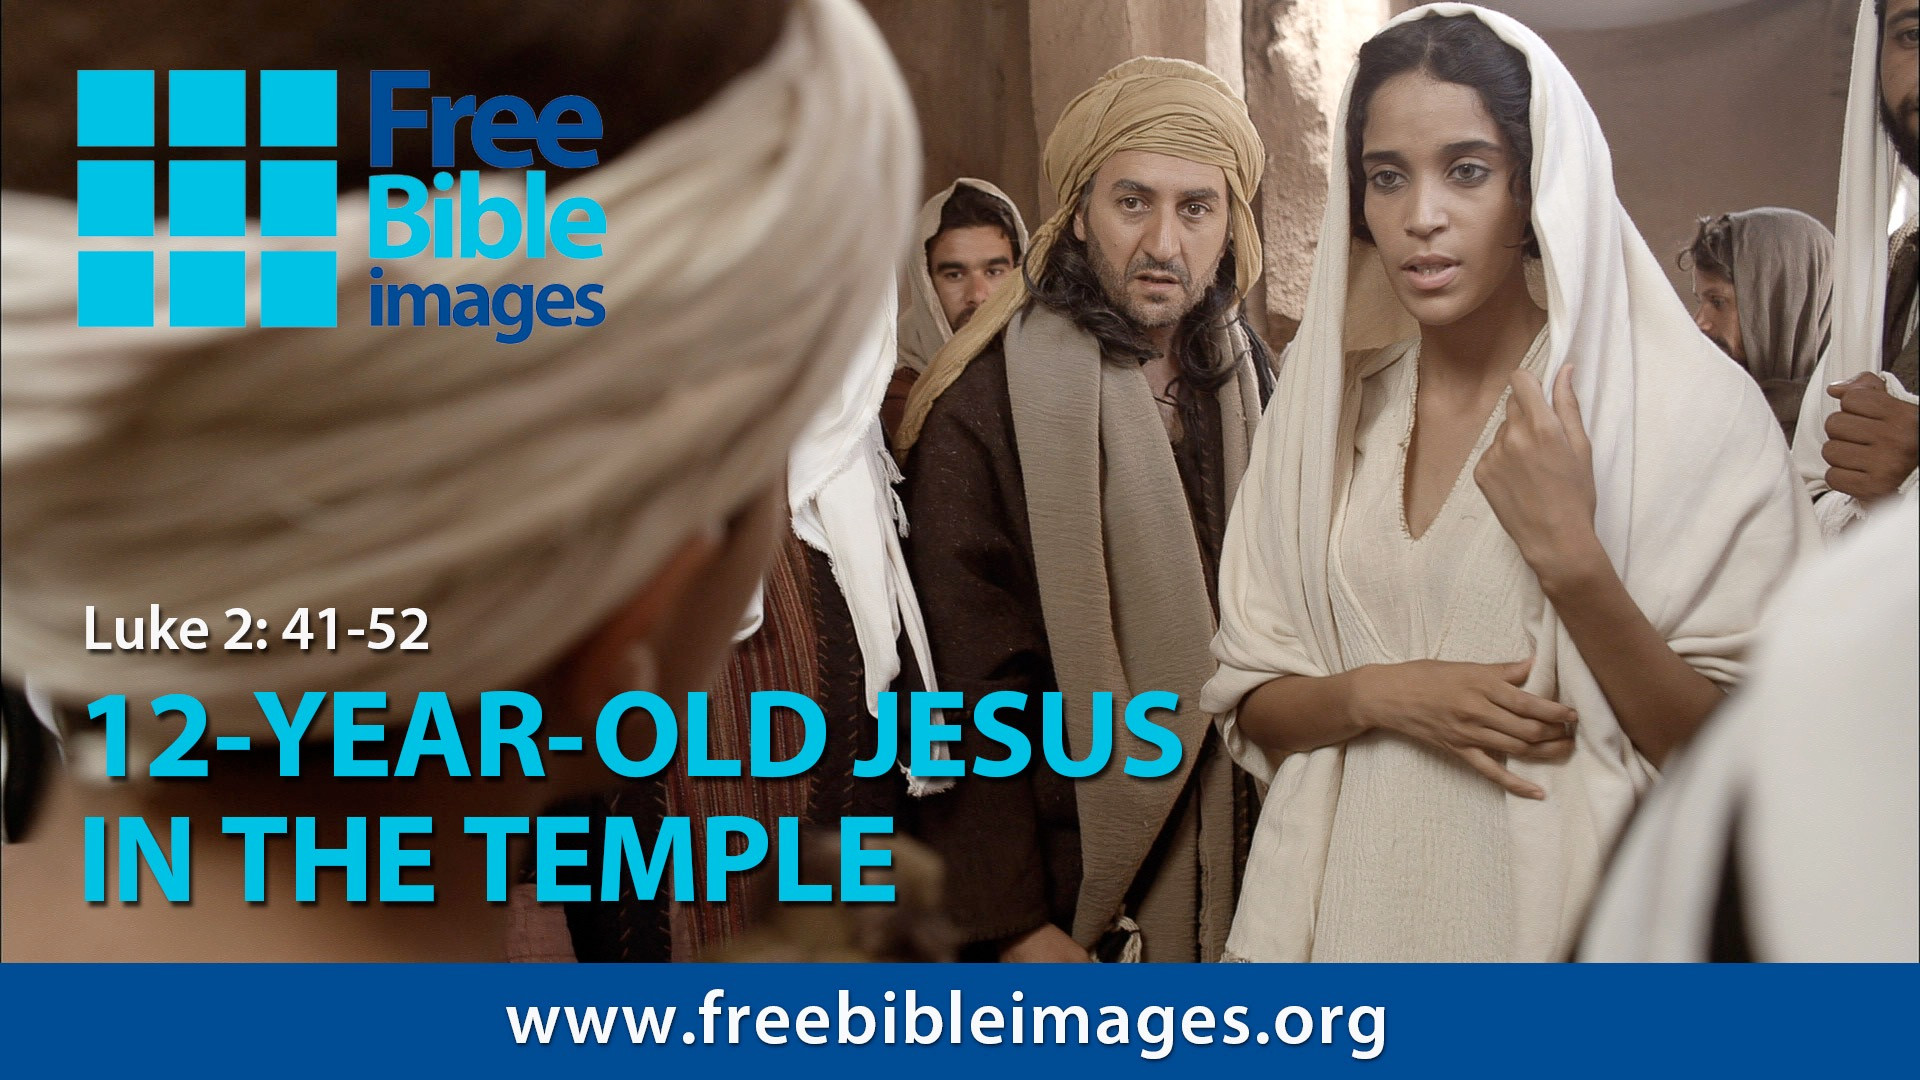 Free
Bible
images
Luke 2: 41-52
12-YEAR-OLD JESUS
IN THE TEMPLE
www.freebibleimages.org